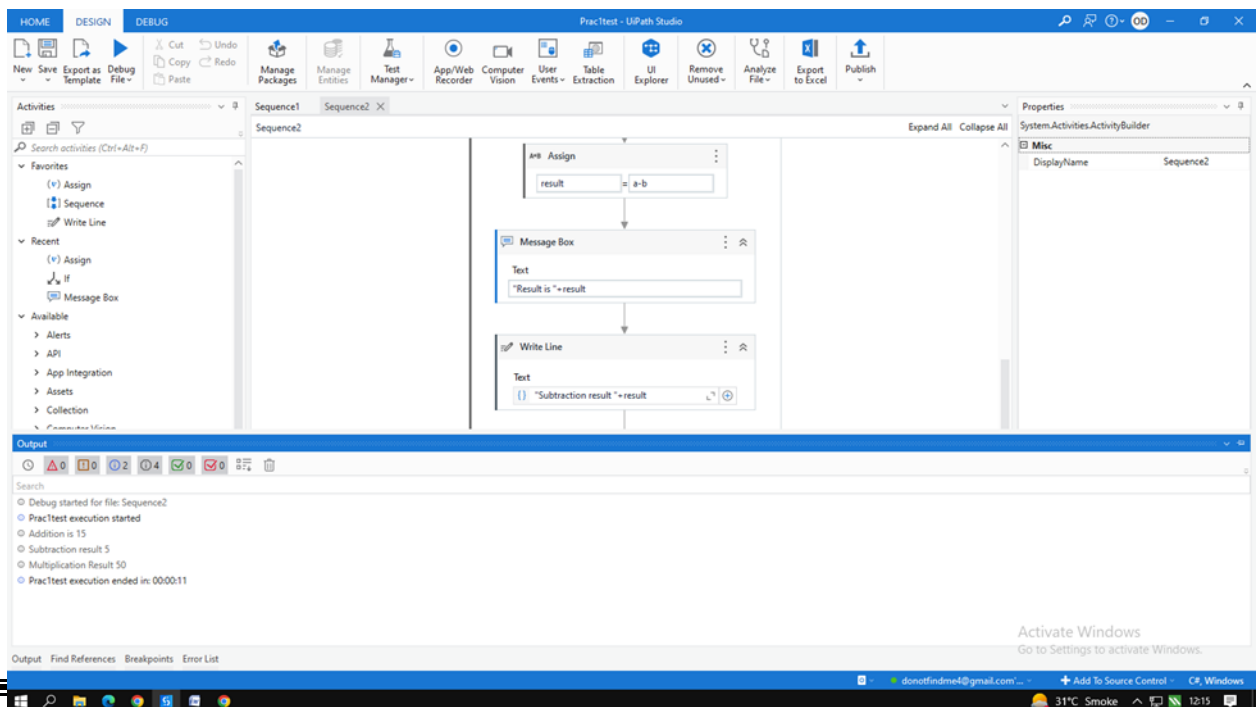 HOME DESIGN DEBUG Prac1test - UiPath Studio OD
New Save Export as Template Debug File Cut Copy Paste Undo Redo Manage Packages Manage Entities Test Manager App/Web Recorder Computer Vision User Events Table Extraction UI Explorer Remove Unused Analyze File Export to Excel Publish
Activities Sequence1 Sequence2 Properties
Sequence2 Expand All Collapse All System.Activities.ActivityBuilder
Search activities (Ctrl+Alt+F) Misc
DisplayName Sequence2
Favorites
(v) Assign
Sequence
Write Line
Recent
(v) Assign
If
Message Box
Available
Alerts
API
App Integration
Assets
Collection
Computer Vision
A+B Assign
result = a-b
Message Box
Text
"Result is "+result
Write Line
Text
{} "Subtraction result "+result
Output
0 0 2 4 0 0
Search
Debug started for file: Sequence2
Prac1test execution started
Addition is 15
Subtraction result 5
Multiplication Result 50
Prac1test execution ended in: 00:00:11
Activate Windows
Go to Settings to activate Windows.
Output Find References Breakpoints Error List
donotfindme4@gmail.com'... Add To Source Control C#, Windows
31°C Smoke 12:15